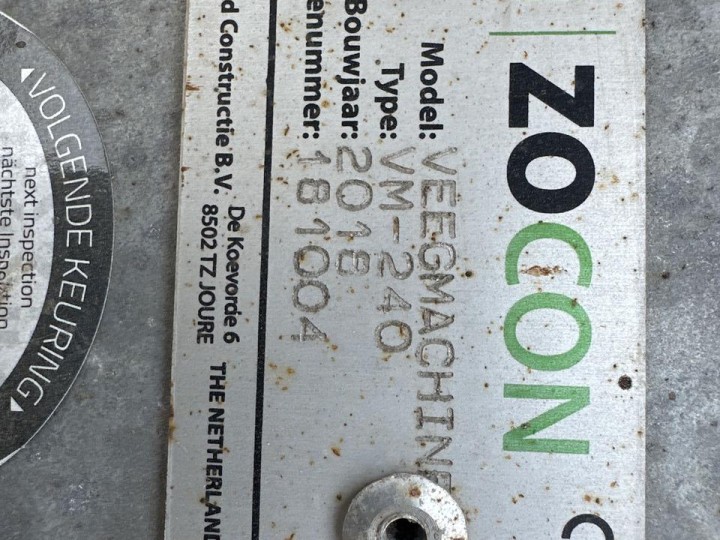 ZOCON
Model: VEEGMACHINE
Type: VM-240
Bouwjaar: 2018
enummer: 181004
d Constructie B.V. De Koevorde 6
8502 TZ JOURE THE NETHERLAND
VOLGENDE KEURING
next inspection
nächste Inspektion